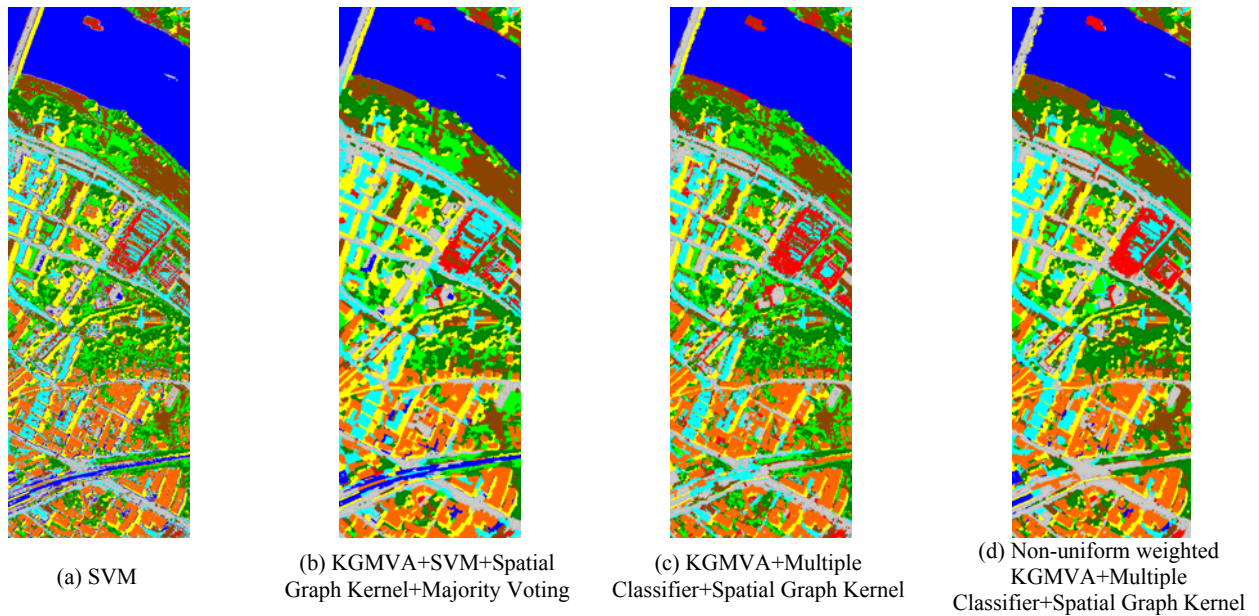 (a) SVM
(b) KGMVA+SVM+Spatial
Graph Kernel+Majority Voting
(c) KGMVA+Multiple
Classifier+Spatial Graph Kernel
(d) Non-uniform weighted
KGMVA+Multiple
Classifier+Spatial Graph Kernel